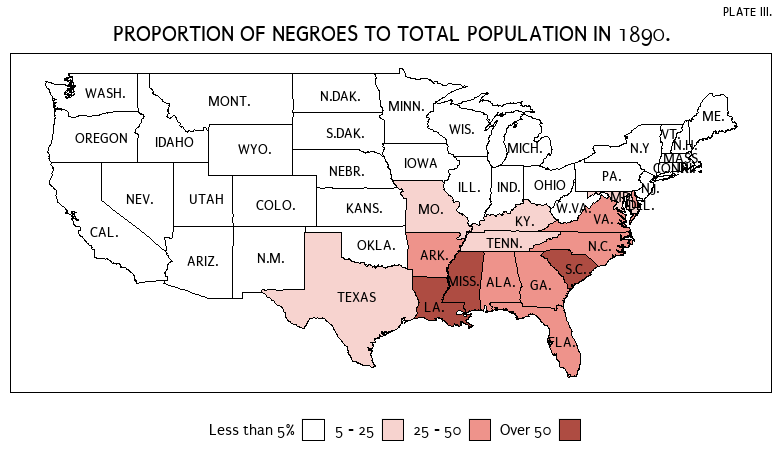 PLATE III.
PROPORTION OF NEGROES TO TOTAL POPULATION IN 1890.
WASH.
MONT.
N.DAK.
MINN.
ME.
OREGON
IDAHO
S.DAK.
WIS.
MICH.
N.Y
VT.
N.H.
MASS.
CONN.
WYO.
NEBR.
IOWA
PA.
NEV.
UTAH
COLO.
KANS.
MO.
ILL.
IND.
OHIO
W.VA.
NJ.
DEL.
CAL.
ARIZ.
N.M.
OKLA.
ARK.
KY.
VA.
TENN.
N.C.
TEXAS
LA.
MISS.
ALA.
GA.
S.C.
FLA.
Less than 5% 5 - 25 25 - 50 Over 50